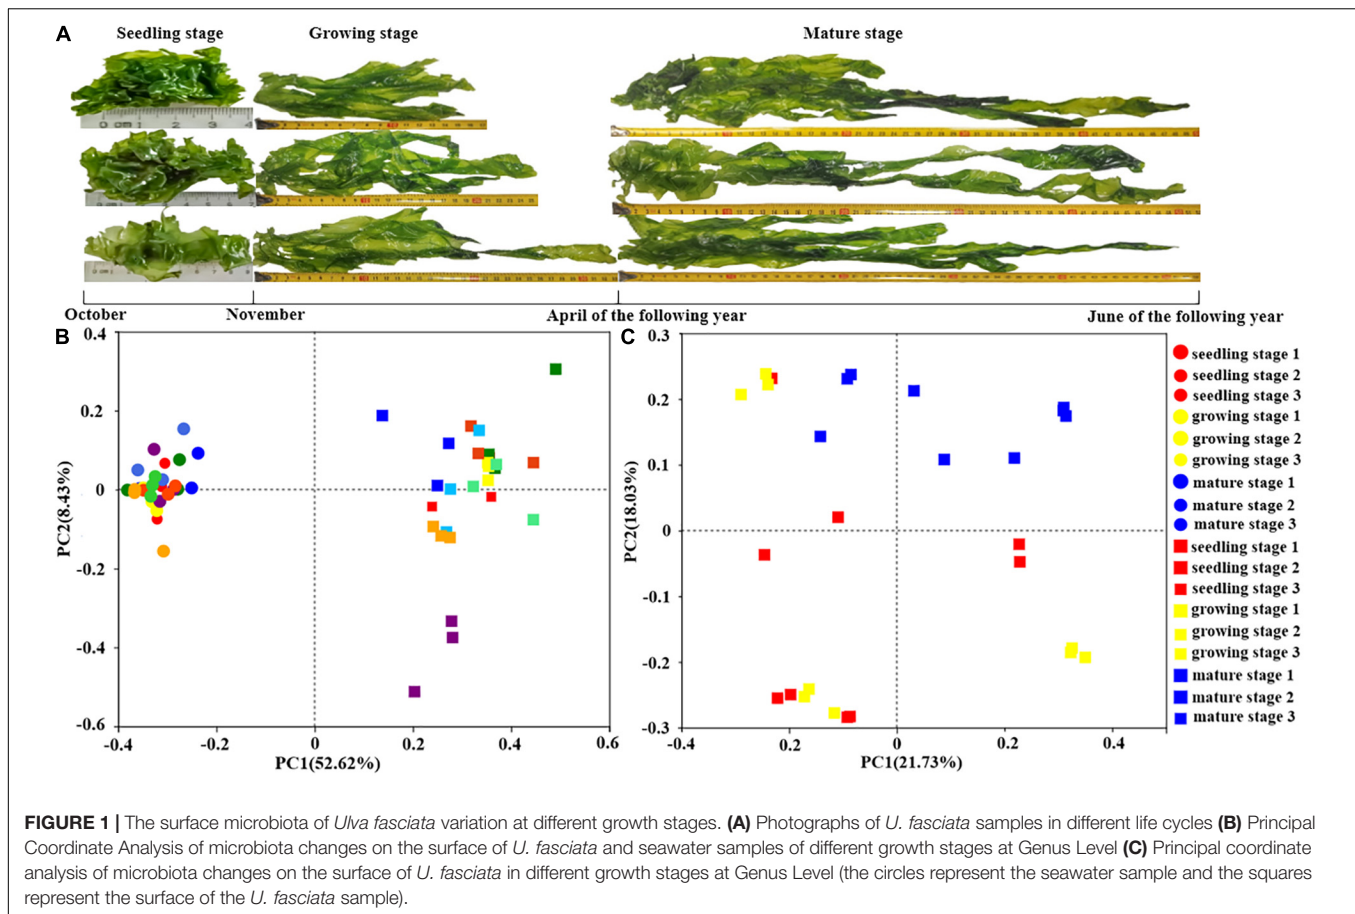 A
Seedling stage
Growing stage
Mature stage
October
November
April of the following year
June of the following year
B
0.4
0.2
0
-0.2
-0.4
-0.6
-0.4
-0.2
0
0.2
0.4
0.6
PC2(8.43%)
PC1(52.62%)
C
0.3
0.2
0.1
0
-0.1
-0.2
-0.3
-0.4
0.2
0
0.2
0.4
PC2(18.03%)
PC1(21.73%)
seedling stage 1
seedling stage 2
seedling stage 3
growing stage 1
growing stage 2
growing stage 3
mature stage 1
mature stage 2
mature stage 3
seedling stage 1
seedling stage 2
seedling stage 3
growing stage 1
growing stage 2
growing stage 3
mature stage 1
mature stage 2
mature stage 3
FIGURE 1 | The surface microbiota of Ulva fasciata variation at different growth stages. (A) Photographs of U. fasciata samples in different life cycles (B) Principal
Coordinate Analysis of microbiota changes on the surface of U. fasciata and seawater samples of different growth stages at Genus Level (C) Principal coordinate
analysis of microbiota changes on the surface of U. fasciata in different growth stages at Genus Level (the circles represent the seawater sample and the squares
represent the surface of the U. fasciata sample).